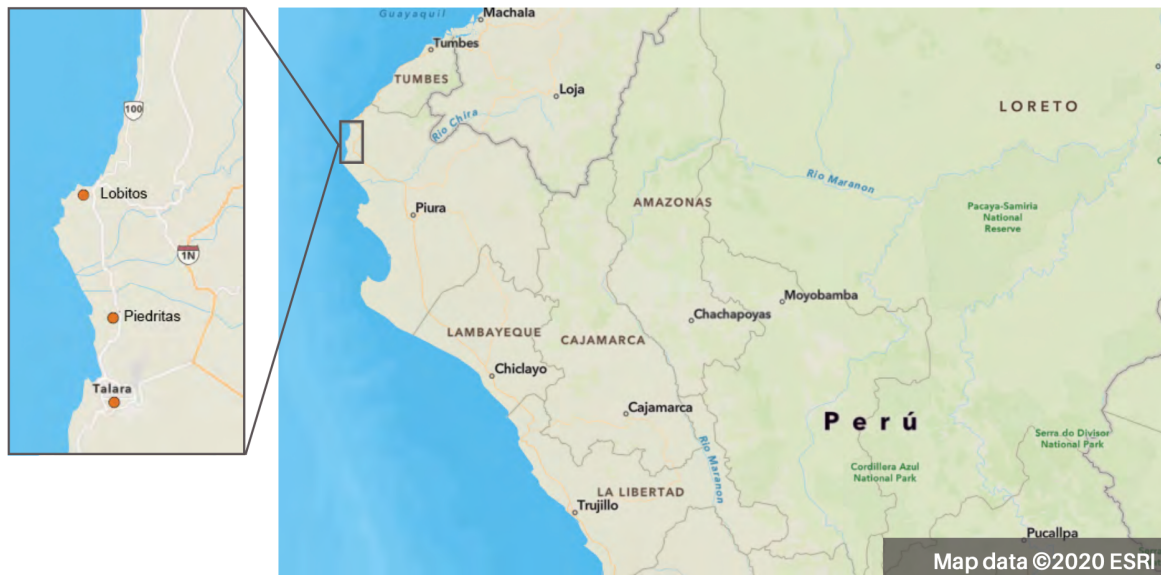 100
Lobitos
1N
Piedritas
Talara
Guayaquil
Machala
Tumbes
TUMBES
Loja
Rio Chira
LORETO
Rio Maranon
AMAZONAS
Pacaya-Samiria
National
Reserve
Piura
Moyobamba
Chachapoyas
LAMBAYEQUE
CAJAMARCA
Chiclayo
Cajamarca
Perú
Serra do Divisor
National Park
Rio Maranon
Cordillera Azul
National Park
LA LIBERTAD
Trujillo
Pucallpa
Map data ©2020 ESRI